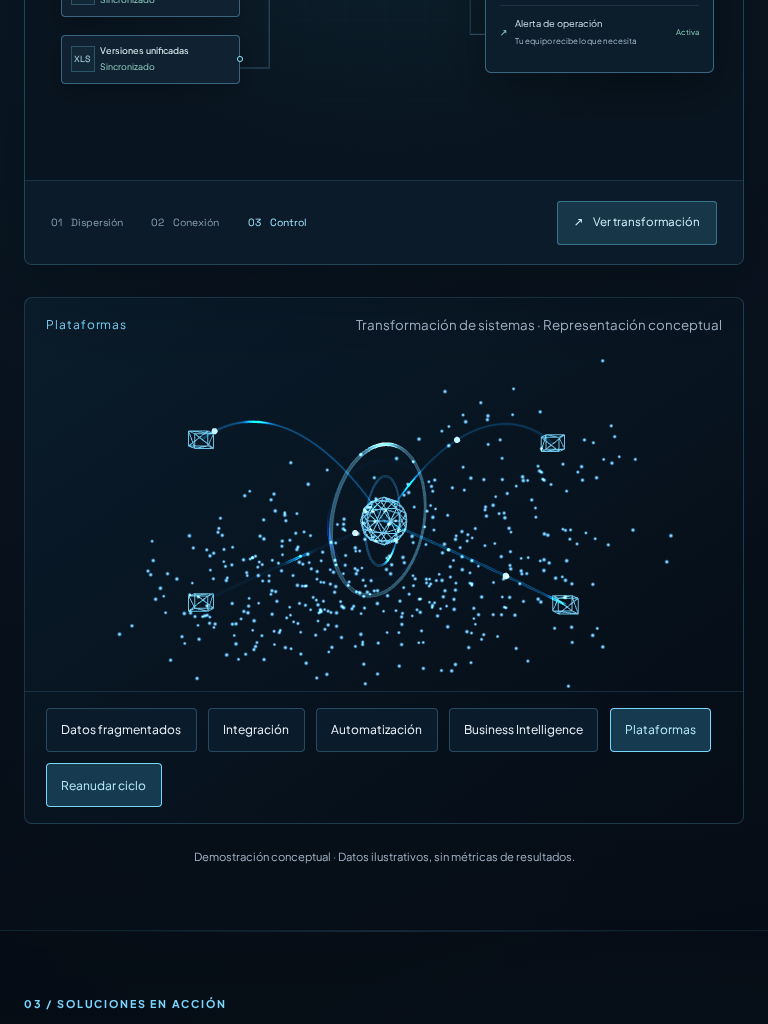 Sincronizado
Alerta de operación
Tu equipo recibe lo que necesita
Activa
XLS
Versiones unificadas
Sincronizado
01 Dispersión
02 Conexión
03 Control
↗ Ver transformación
Plataformas
Transformación de sistemas · Representación conceptual
Datos fragmentados
Integración
Automatización
Business Intelligence
Plataformas
Reanudar ciclo
Demostración conceptual · Datos ilustrativos, sin métricas de resultados.
03 / SOLUCIONES EN ACCIÓN